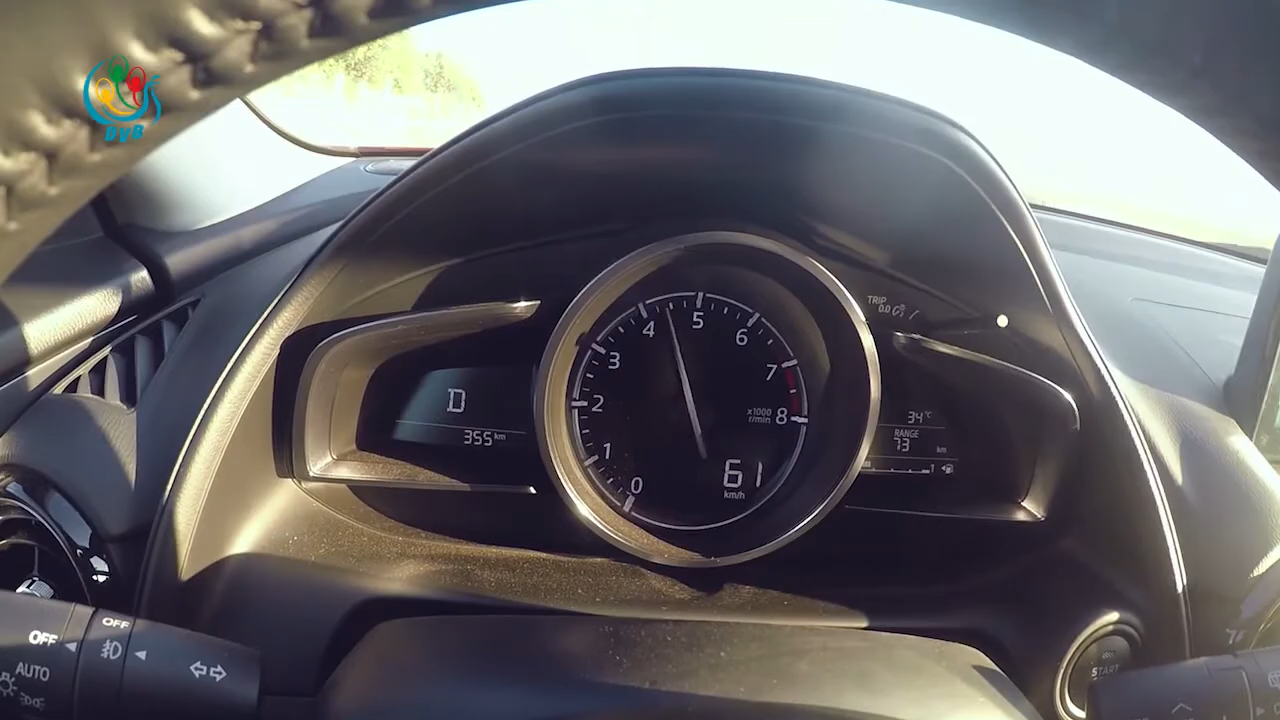 DVB
TRIP
0.0
D
355 km
0
1
2
3
4
5
6
7
8
x1000
r/min
61
km/h
34 °C
RANGE
73 km
1
OFF
OFF
AUTO
START